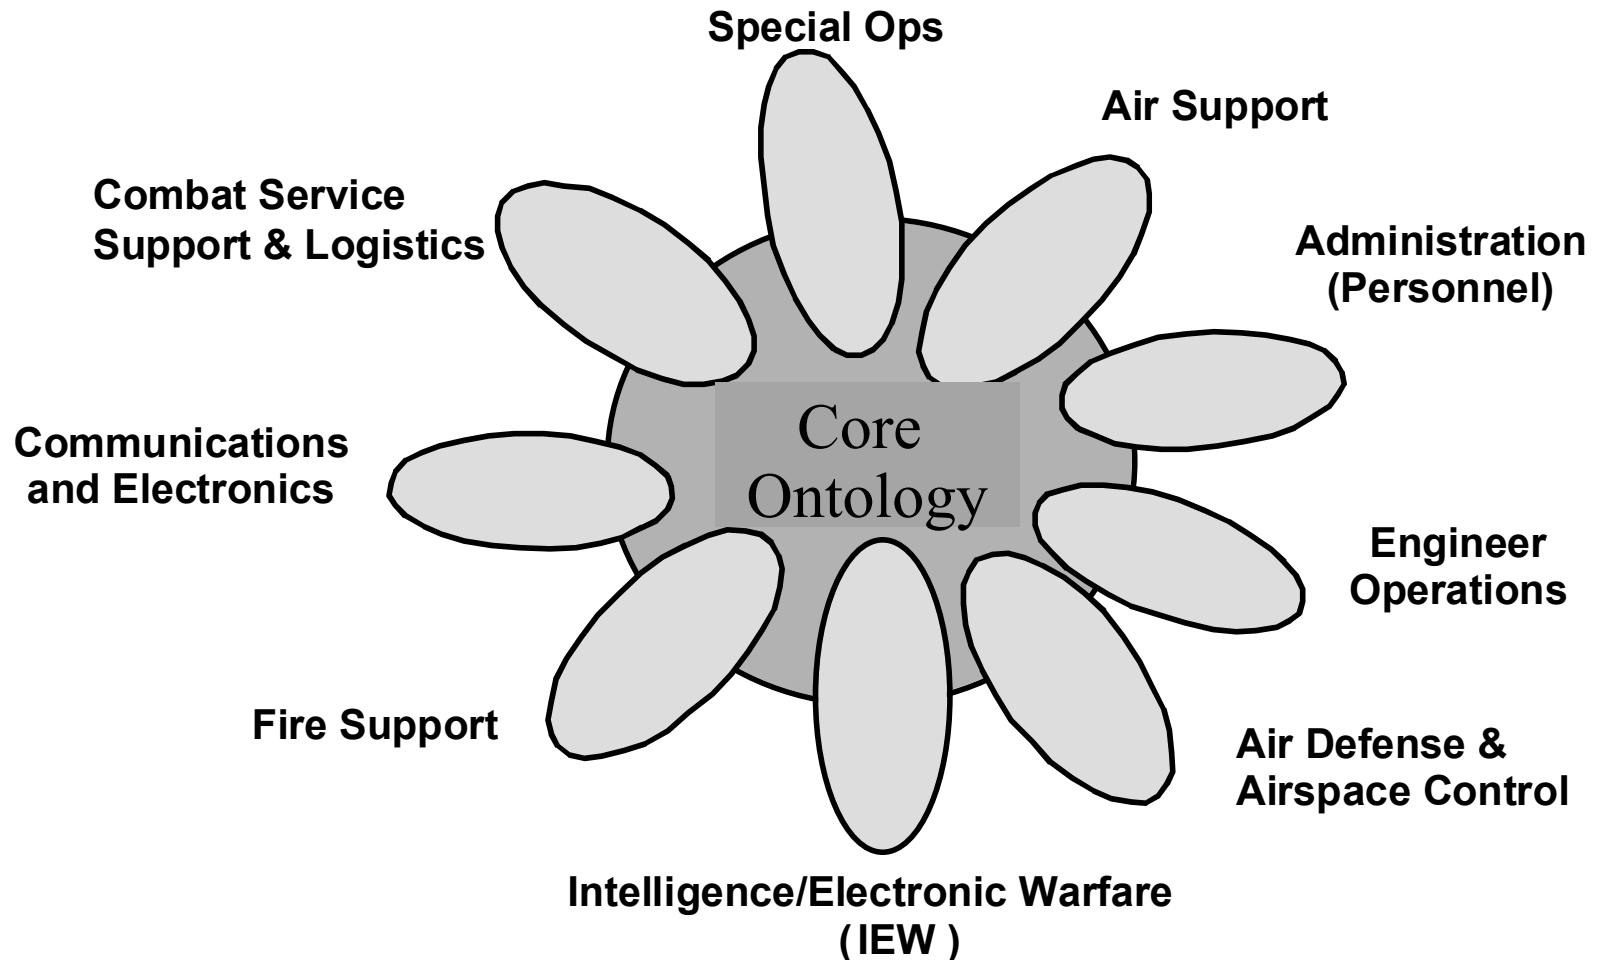 Special Ops
Air Support
Combat Service
Support & Logistics
Administration
(Personnel)
Core
Ontology
Communications
and Electronics
Engineer
Operations
Fire Support
Air Defense &
Airspace Control
Intelligence/Electronic Warfare
( IEW )